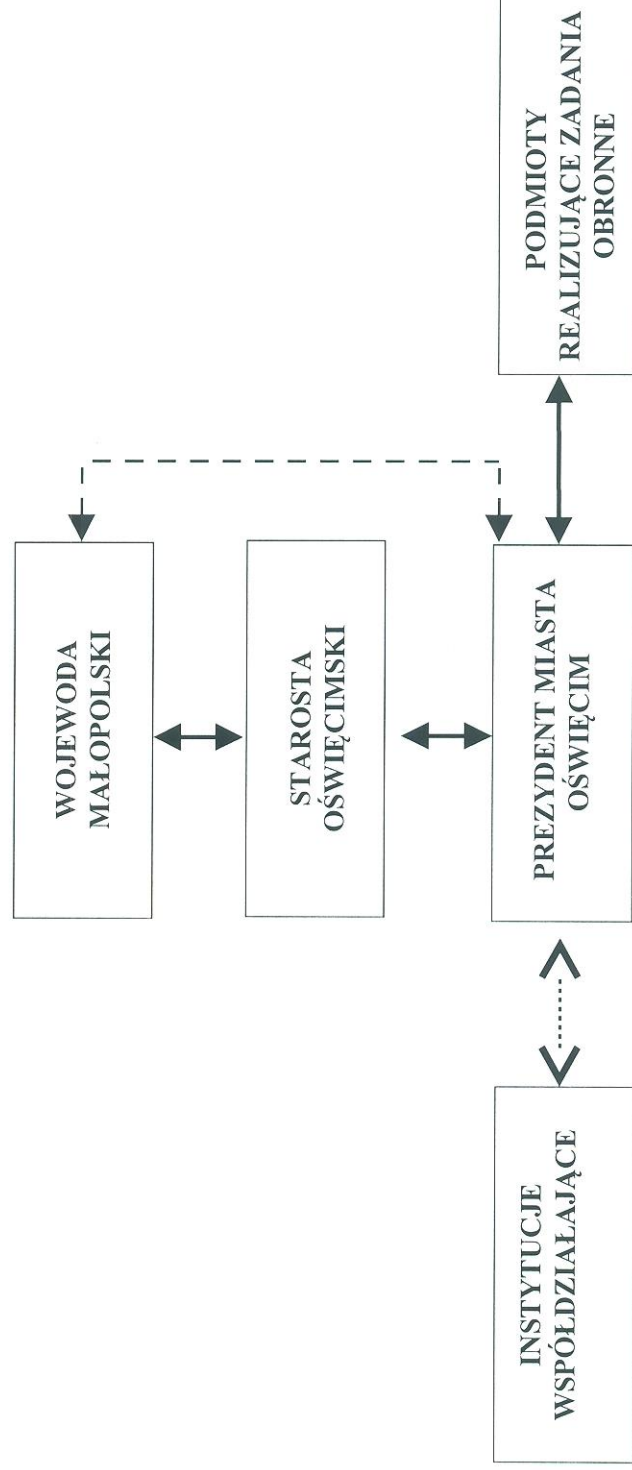 WOJEWODA
MAŁOPOLSKI
STAROSTA
OŚWIĘCIMSKI
INSTYTUCJE
WSPÓŁDZIAŁAJĄCE
PREZYDENT MIASTA
OŚWIĘCIM
PODMIOTY
REALIZUJĄCE ZADANIA
OBRONNE